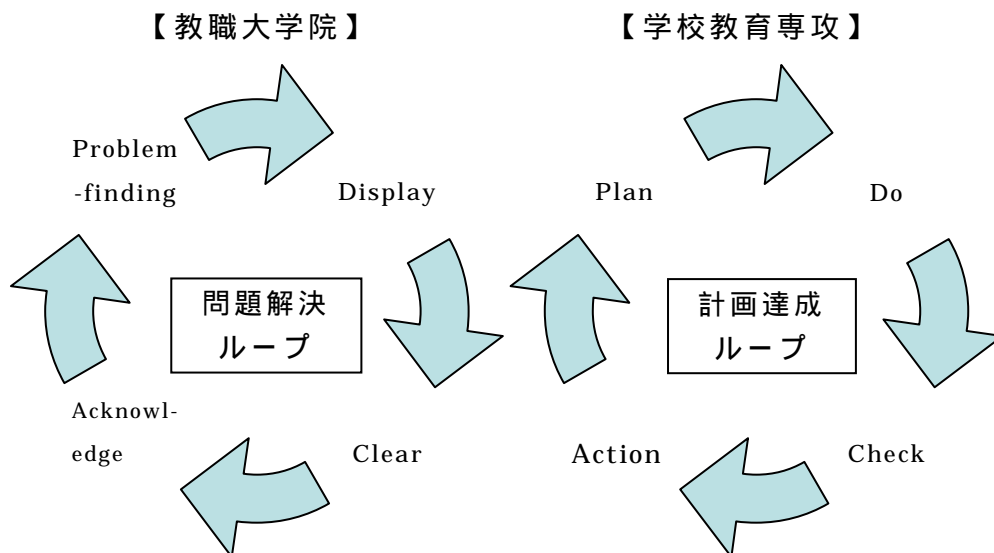 【教職大学院】
【学校教育専攻】
Problem
-finding
Display
問題解決
ループ
Acknowl-
edge
Clear
Plan
Do
計画達成
ループ
Action
Check